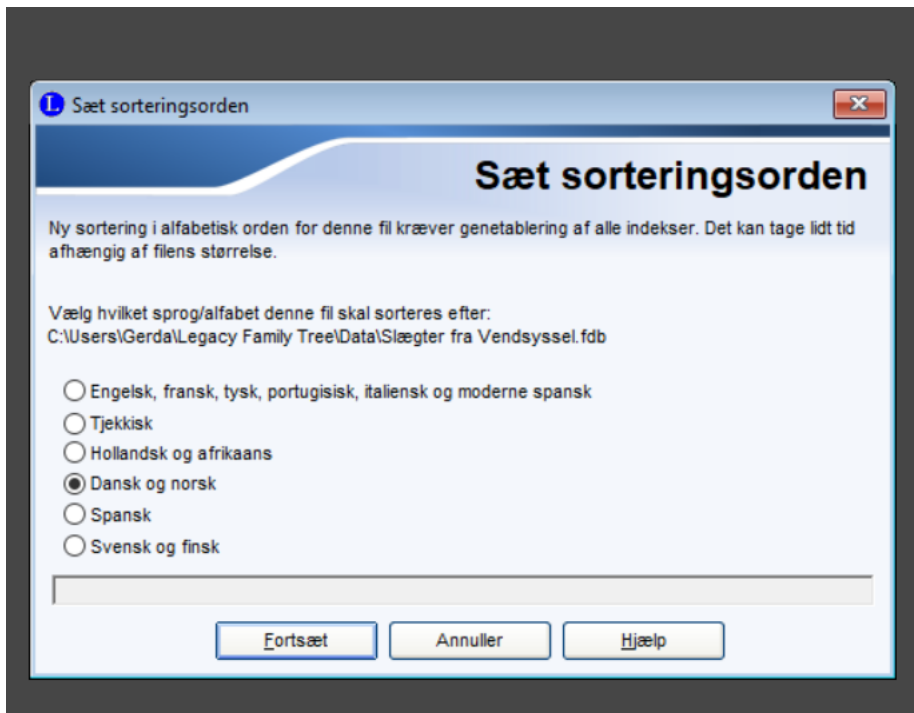 L Sæt sorteringsorden
Sæt sorteringsorden
Ny sortering i alfabetisk orden for denne fil kræver genetablering af alle indekser. Det kan tage lidt tid
afhængig af filens størrelse.
Vælg hvilket sprog/alfabet denne fil skal sorteres efter:
C:\Users\Gerda\Legacy Family Tree\Data\Slægter fra Vendsyssel.fdb
Engelsk, fransk, tysk, portugisisk, italiensk og moderne spansk
Tjekkisk
Hollandsk og afrikaans
Dansk og norsk
Spansk
Svensk og finsk
Fortsæt Annuller Hjælp